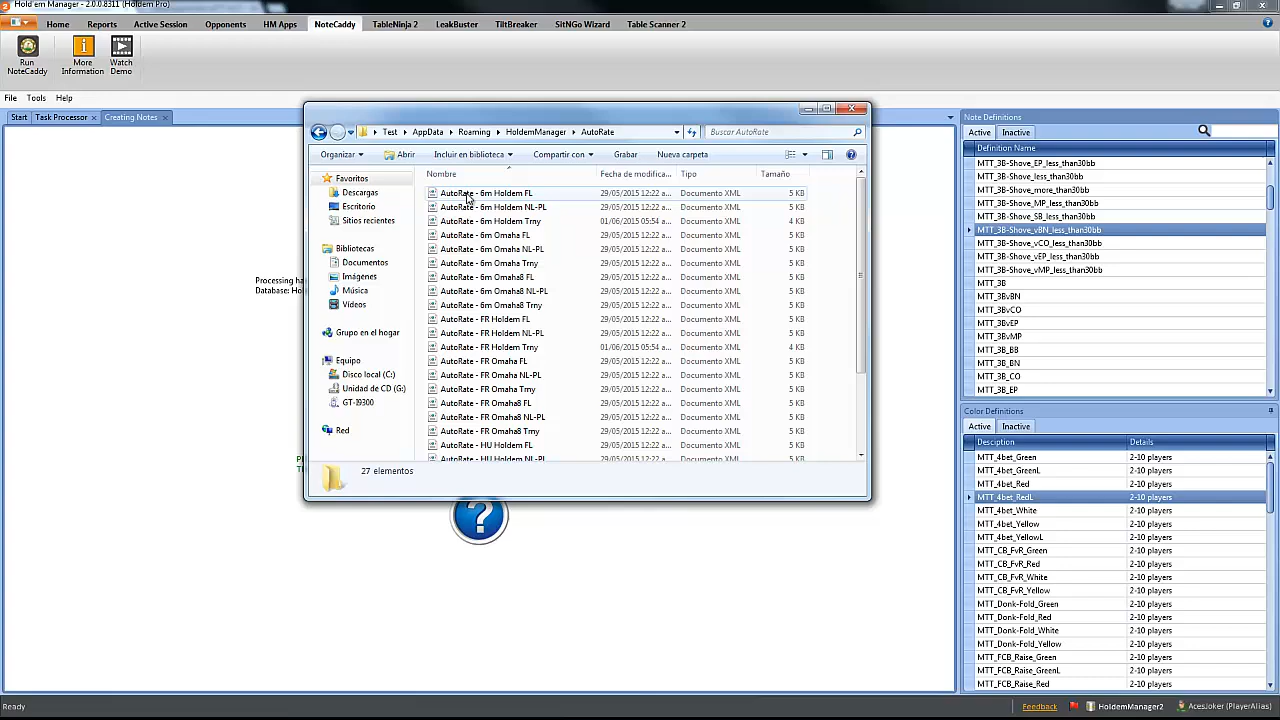 Hold'em Manager - 2.0.0.8311 (Holdem Pro)
Home Reports Active Session Opponents HM Apps NoteCaddy TableNinja 2 LeakBuster TiltBreaker SitNGo Wizard Table Scanner 2
Run NoteCaddy
More Information
Watch Demo
File Tools Help
Start Task Processor Creating Notes
Processing ha
Database: Hol
Test AppData Roaming HoldemManager AutoRate
Buscar AutoRate
Organizar Abrir Incluir en biblioteca Compartir con Grabar Nueva carpeta
Favoritos
Descargas
Escritorio
Sitios recientes
Bibliotecas
Documentos
Imágenes
Música
Vídeos
Grupo en el hogar
Equipo
Disco local (C:)
Unidad de CD (G:)
GT-I9300
Red
Nombre Fecha de modifica... Tipo Tamaño
AutoRate - 6m Holdem FL 29/05/2015 12:22 a... Documento XML 5 KB
AutoRate - 6m Holdem NL-PL 29/05/2015 12:22 a... Documento XML 5 KB
AutoRate - 6m Holdem Trny 01/06/2015 05:54 a... Documento XML 4 KB
AutoRate - 6m Omaha FL 29/05/2015 12:22 a... Documento XML 5 KB
AutoRate - 6m Omaha NL-PL 29/05/2015 12:22 a... Documento XML 5 KB
AutoRate - 6m Omaha Trny 29/05/2015 12:22 a... Documento XML 5 KB
AutoRate - 6m Omaha8 FL 29/05/2015 12:22 a... Documento XML 5 KB
AutoRate - 6m Omaha8 NL-PL 29/05/2015 12:22 a... Documento XML 5 KB
AutoRate - 6m Omaha8 Trny 29/05/2015 12:22 a... Documento XML 5 KB
AutoRate - FR Holdem FL 29/05/2015 12:22 a... Documento XML 5 KB
AutoRate - FR Holdem NL-PL 29/05/2015 12:22 a... Documento XML 5 KB
AutoRate - FR Holdem Trny 01/06/2015 05:54 a... Documento XML 4 KB
AutoRate - FR Omaha FL 29/05/2015 12:22 a... Documento XML 5 KB
AutoRate - FR Omaha NL-PL 29/05/2015 12:22 a... Documento XML 5 KB
AutoRate - FR Omaha Trny 29/05/2015 12:22 a... Documento XML 5 KB
AutoRate - FR Omaha8 FL 29/05/2015 12:22 a... Documento XML 5 KB
AutoRate - FR Omaha8 NL-PL 29/05/2015 12:22 a... Documento XML 5 KB
AutoRate - FR Omaha8 Trny 29/05/2015 12:22 a... Documento XML 5 KB
AutoRate - HU Holdem FL 29/05/2015 12:22 a... Documento XML 5 KB
AutoRate - HU Holdem NL-PL 29/05/2015 12:22 a... Documento XML 5 KB
27 elementos
Note Definitions
Active Inactive
Definition Name
MTT_3B-Shove_EP_less_than30bb
MTT_3B-Shove_less_than30bb
MTT_3B-Shove_more_than30bb
MTT_3B-Shove_MP_less_than30bb
MTT_3B-Shove_SB_less_than30bb
MTT_3B-Shove_vBN_less_than30bb
MTT_3B-Shove_vCO_less_than30bb
MTT_3B-Shove_vEP_less_than30bb
MTT_3B-Shove_vMP_less_than30bb
MTT_3B
MTT_3BvBN
MTT_3BvCO
MTT_3BvEP
MTT_3BvMP
MTT_3B_BB
MTT_3B_BN
MTT_3B_CO
MTT_3B_EP
Color Definitions
Active Inactive
Desciption Details
MTT_4bet_Green 2-10 players
MTT_4bet_GreenL 2-10 players
MTT_4bet_Red 2-10 players
MTT_4bet_RedL 2-10 players
MTT_4bet_White 2-10 players
MTT_4bet_Yellow 2-10 players
MTT_4bet_YellowL 2-10 players
MTT_CB_FvR_Green 2-10 players
MTT_CB_FvR_Red 2-10 players
MTT_CB_FvR_White 2-10 players
MTT_CB_FvR_Yellow 2-10 players
MTT_Donk-Fold_Green 2-10 players
MTT_Donk-Fold_Red 2-10 players
MTT_Donk-Fold_White 2-10 players
MTT_Donk-Fold_Yellow 2-10 players
MTT_FCB_Raise_Green 2-10 players
MTT_FCB_Raise_GreenL 2-10 players
MTT_FCB_Raise_Red 2-10 players
Ready
Feedback HoldemManager2 AcesJoker (PlayerAlias)